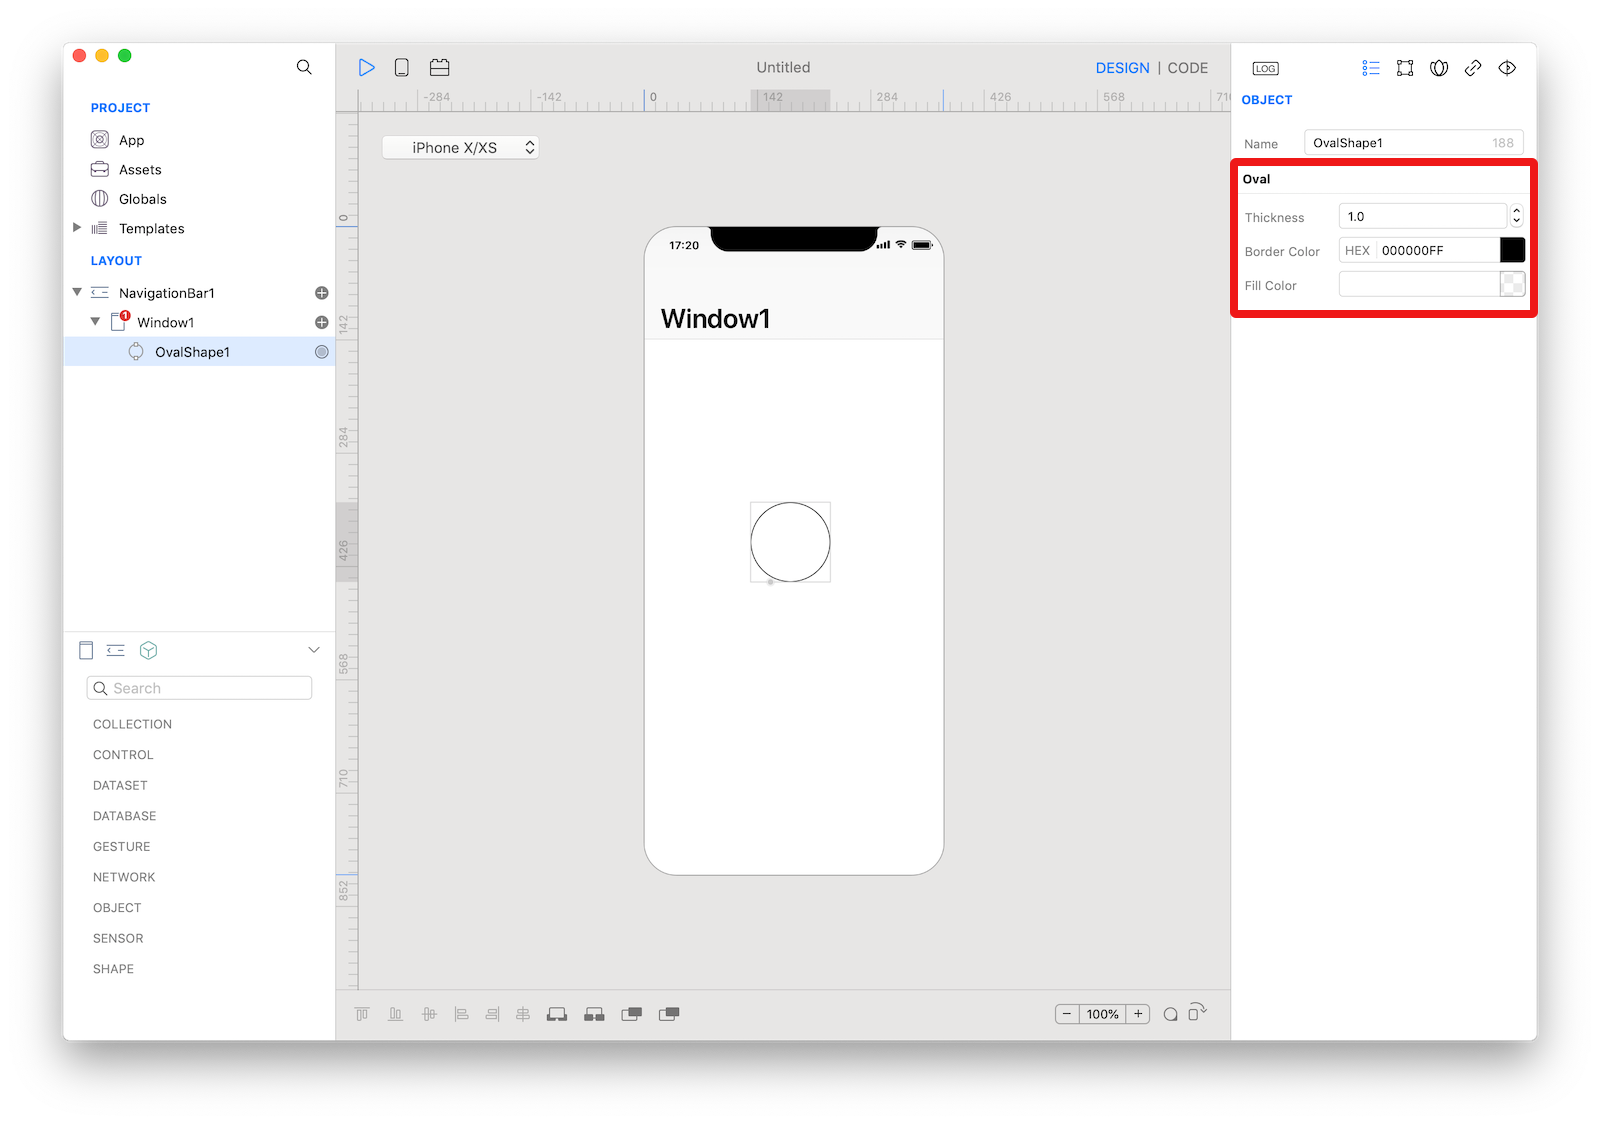 Untitled
DESIGN | CODE
LOG
PROJECT
App
Assets
Globals
Templates
LAYOUT
NavigationBar1
1
Window1
OvalShape1
Search
COLLECTION
CONTROL
DATASET
DATABASE
GESTURE
NETWORK
OBJECT
SENSOR
SHAPE
-284 -142 0 142 284 426 568 710
0
142
284
426
568
710
852
iPhone X/XS
17:20
Window1
100%
OBJECT
Name OvalShape1 188
Oval
Thickness 1.0
Border Color HEX 000000FF
Fill Color